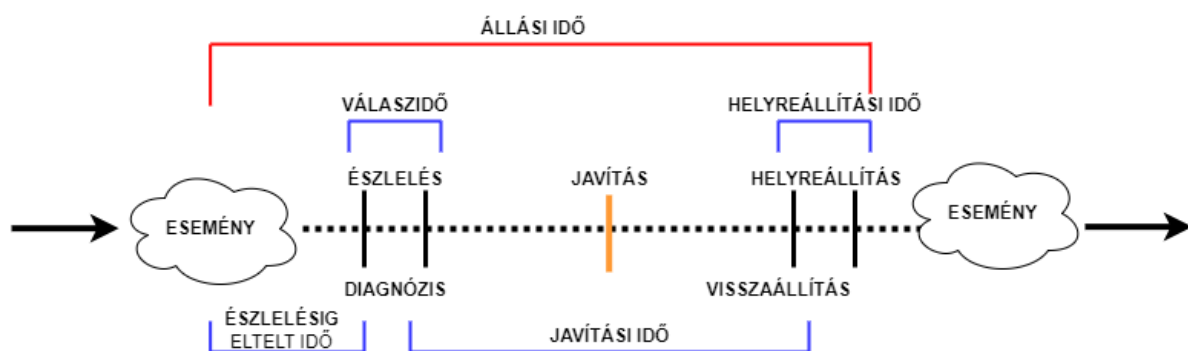 ÁLLÁSI IDŐ
VÁLASZIDŐ
HELYREÁLLÍTÁSI IDŐ
ÉSZLELÉS
JAVÍTÁS
HELYREÁLLÍTÁS
ESEMÉNY
ESEMÉNY
DIAGNÓZIS
VISSZAÁLLÍTÁS
ÉSZLELÉSIG
ELTELT IDŐ
JAVÍTÁSI IDŐ